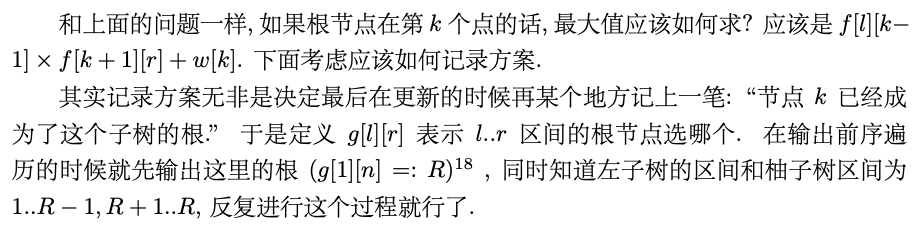 和上面的问题一样, 如果根节点在第 k 个点的话, 最大值应该如何求? 应该是 f[l][k−
1] × f[k + 1][r] + w[k]. 下面考虑应该如何记录方案.
其实记录方案无非是决定最后在更新的时候再某个地方记上一笔: “节点 k 已经成
为了这个子树的根.” 于是定义 g[l][r] 表示 l..r 区间的根节点选哪个. 在输出前序遍
历的时候就先输出这里的根 (g[1][n] =: R)¹⁸ , 同时知道左子树的区间和柚子树区间为
1..R − 1, R + 1..R, 反复进行这个过程就行了.